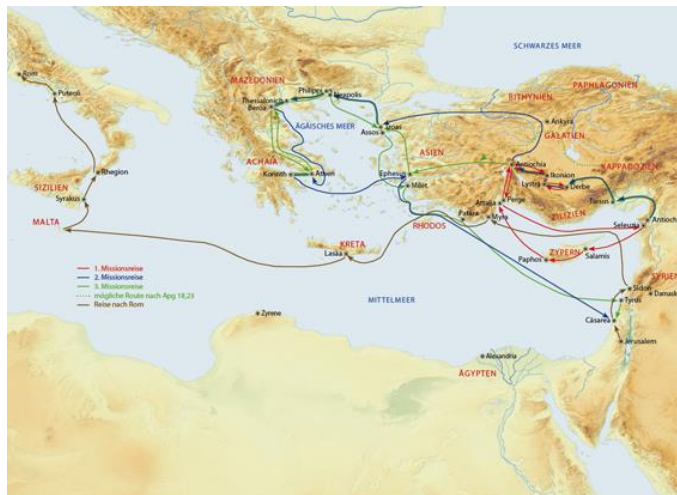 SCHWARZES MEER
Rom
Puteoli
MAZEDONIEN
Philippi
Neapolis
Thessalonich
Beröa
BITHYNIEN
PAPHLAGONIEN
Ankyra
GALATIEN
Troas
Assos
ÄGÄISCHES MEER
ASIEN
ACHAIA
Korinth
Athen
Ephesus
Milet
Antiochia
Ikonion
Lystra
Derbe
KAPPADOZIEN
Tarsus
ZILIZIEN
Rhegion
SIZILIEN
Syrakus
MALTA
Attalia
Perge
Patara
Myra
RHODOS
Seleuzia
Antiochia
KRETA
Lasäa
ZYPERN
Salamis
Paphos
SYRIEN
Sidon
Damaskus
Tyrus
1. Missionsreise
2. Missionsreise
3. Missionsreise
mögliche Route nach Apg 18,23
Reise nach Rom
MITTELMEER
Zyrene
Cäsarea
Jerusalem
Alexandria
ÄGYPTEN